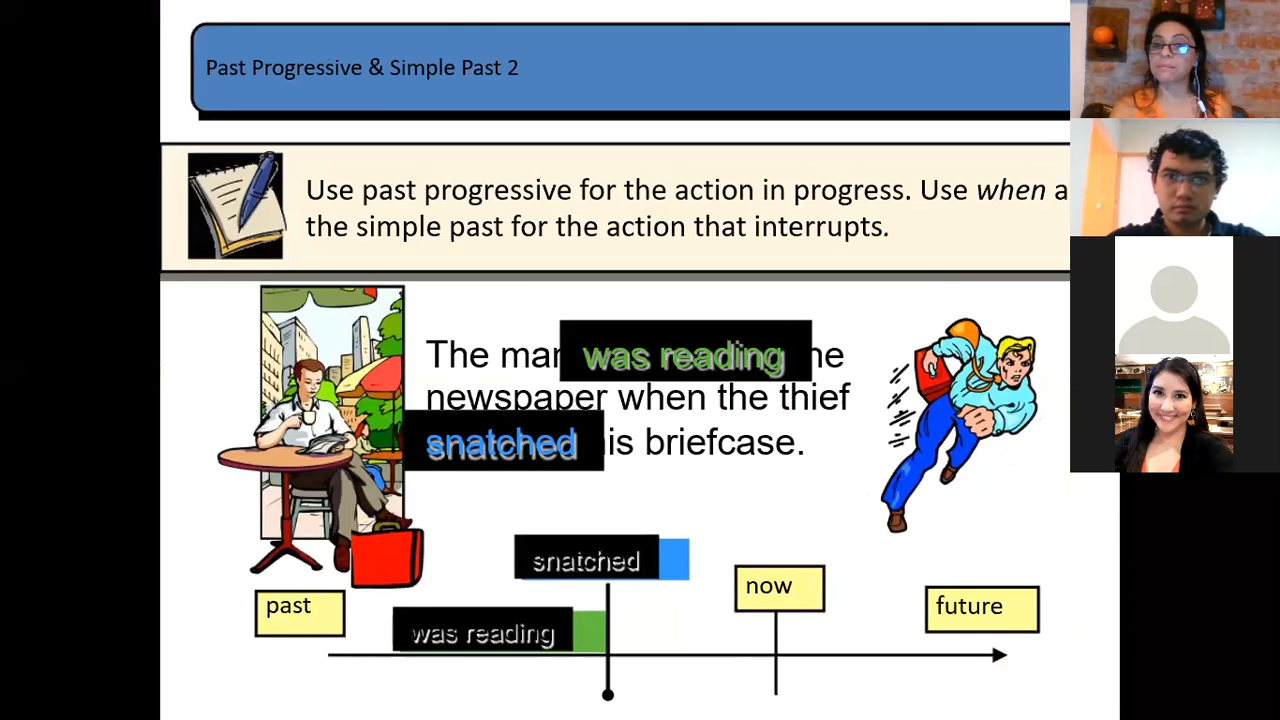 Past Progressive & Simple Past 2
Use past progressive for the action in progress. Use when a
the simple past for the action that interrupts.
The man was reading he
newspaper when the thief
snatched is briefcase.
snatched
now
past
future
was reading